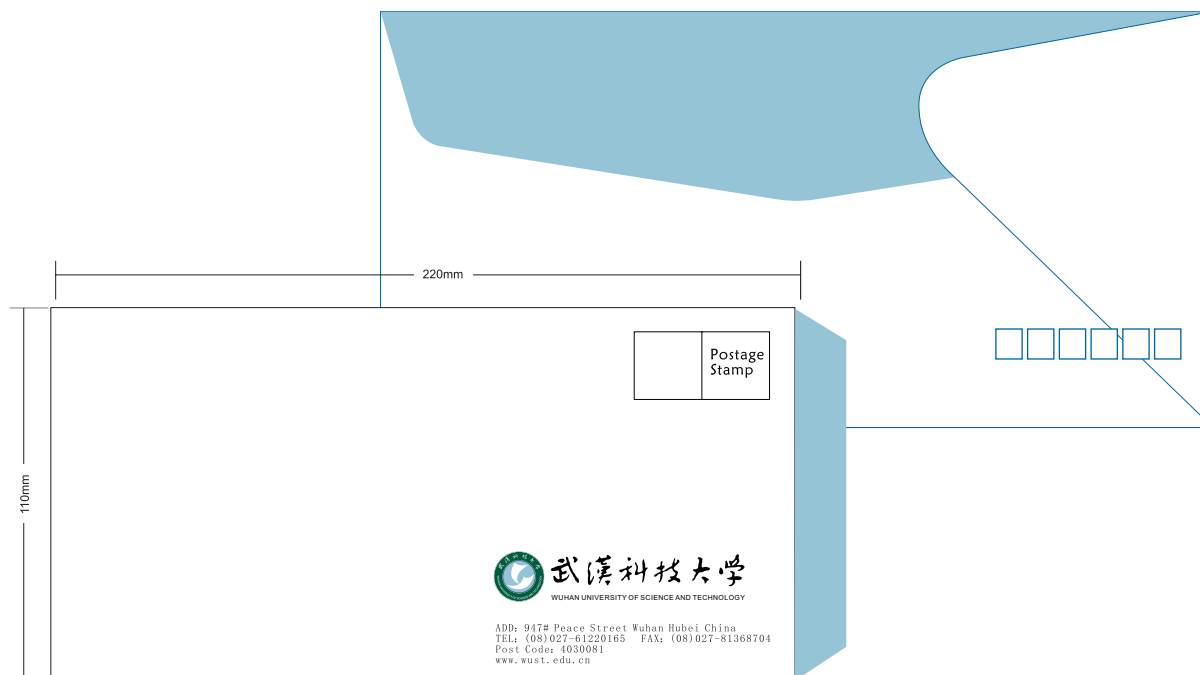 220mm
Postage
Stamp
110mm
武漢科技大学
WUHAN UNIVERSITY OF SCIENCE AND TECHNOLOGY
ADD: 947# Peace Street Wuhan Hubei China
TEL: (08)027-61220165 FAX: (08)027-81368704
Post Code: 4030081
www.wust.edu.cn